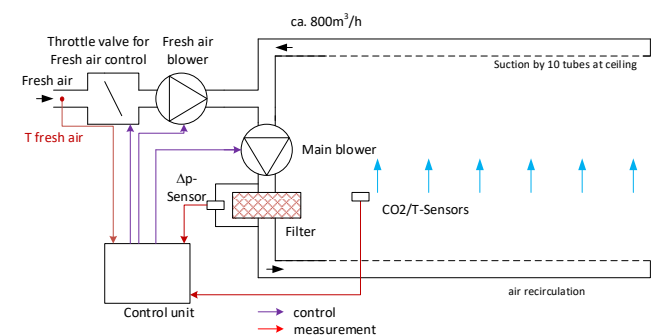 ca. 800m³/h
Throttle valve for
Fresh air control
Fresh air
blower
Fresh air
Suction by 10 tubes at ceiling
T fresh air
Main blower
Δp-
Sensor
CO2/T-Sensors
Filter
air recirculation
Control unit
control
measurement